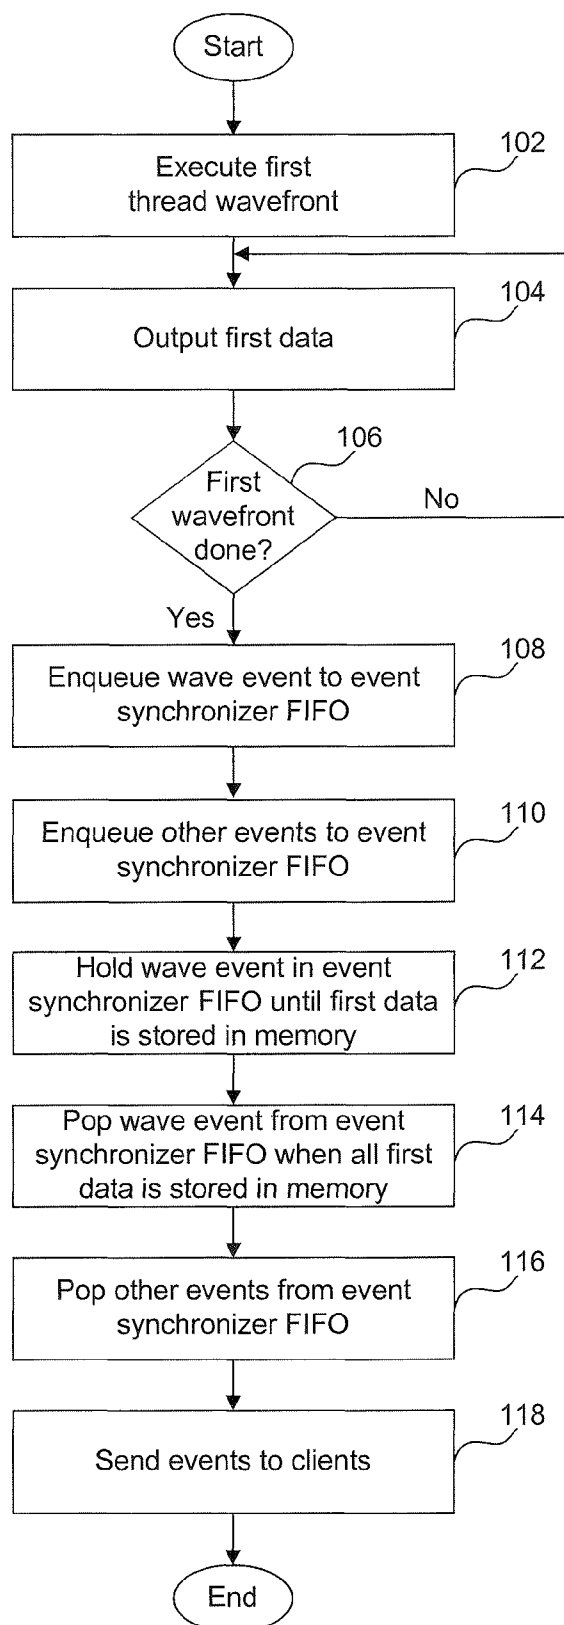 Start
102
Execute first
thread wavefront
104
Output first data
106
First
wavefront
done?
No
Yes
108
Enqueue wave event to event
synchronizer FIFO
110
Enqueue other events to event
synchronizer FIFO
112
Hold wave event in event
synchronizer FIFO until first data
is stored in memory
114
Pop wave event from event
synchronizer FIFO when all first
data is stored in memory
116
Pop other events from event
synchronizer FIFO
118
Send events to clients
End